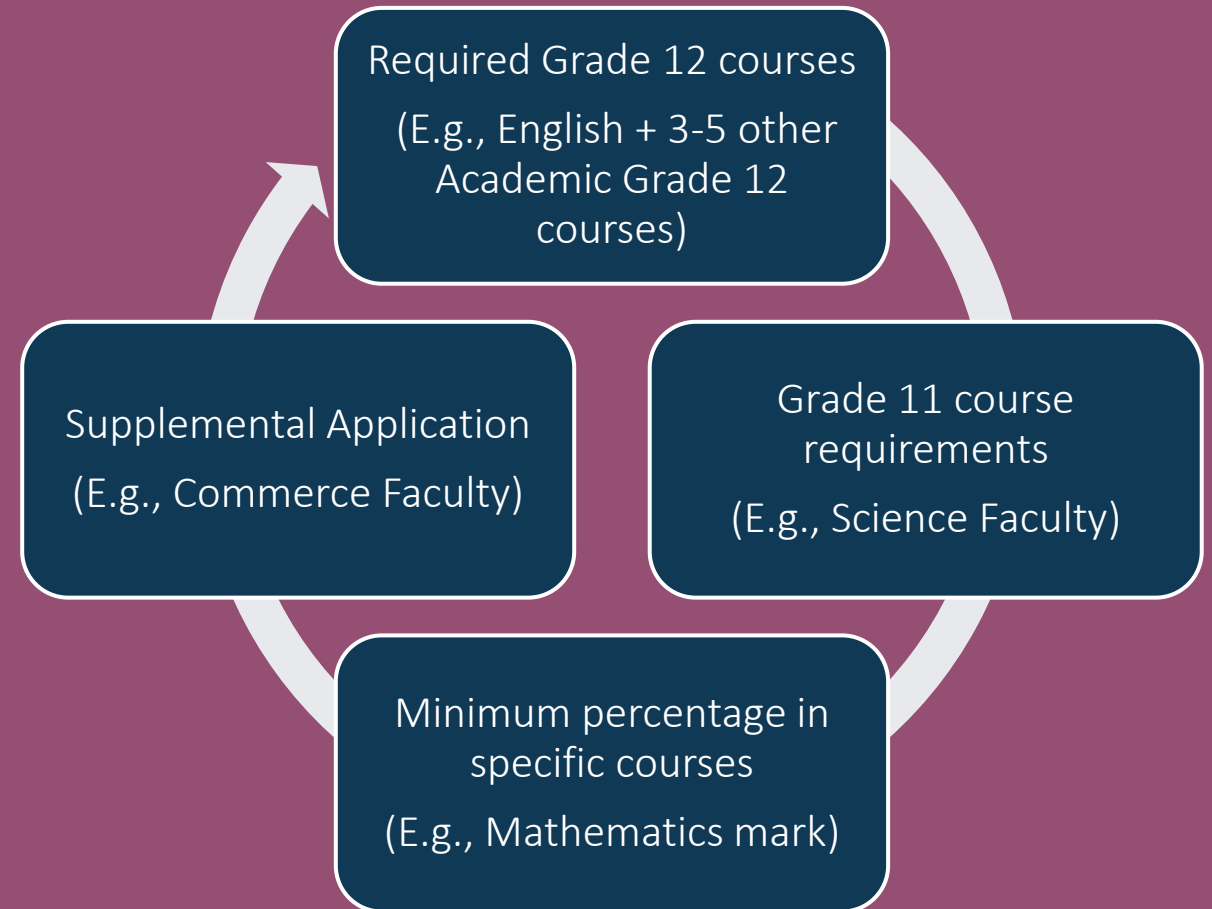 Required Grade 12 courses
(E.g., English + 3-5 other
Academic Grade 12
courses)
Grade 11 course
requirements
(E.g., Science Faculty)
Minimum percentage in
specific courses
(E.g., Mathematics mark)
Supplemental Application
(E.g., Commerce Faculty)